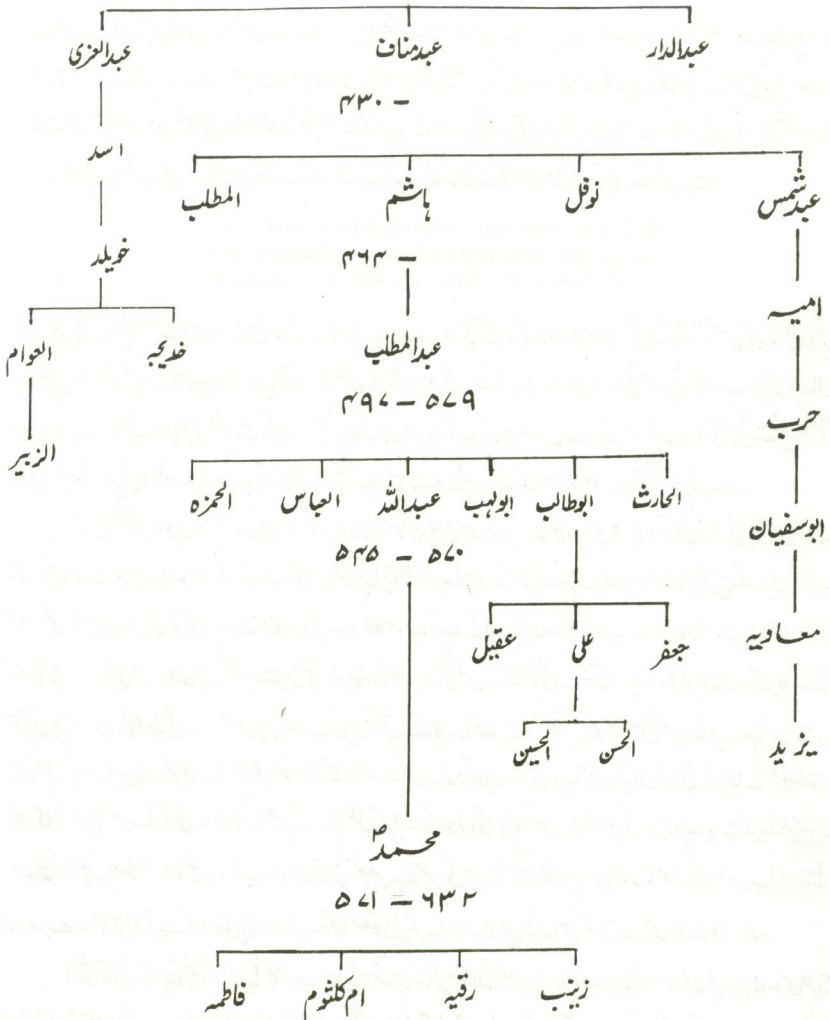 عبدالدار عبدمناف عبدالعزی
۴۳۰ –
اسد
عبدشمس نوفل ہاشم المطلب
خویلد
۴۶۴ –
امیہ
العوام خدیجہ عبدالمطلب
۴۹۷ – ۵۷۹
حرب
الزبیر
الحارث ابوطالب ابولہب عبداللہ العباس الحمزہ
ابوسفیان
۵۴۵ – ۵۷۰
معاویہ
جعفر علی عقیل
یزید
الحسن الحسین
محمدؐ
۵۷۱ – ۶۳۲
زینب رقیہ ام کلثوم فاطمہ